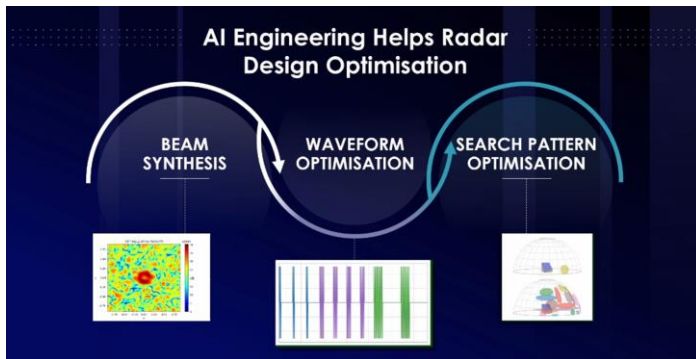 AI Engineering Helps Radar
Design Optimisation
BEAM
SYNTHESIS
WAVEFORM
OPTIMISATION
SEARCH PATTERN
OPTIMISATION